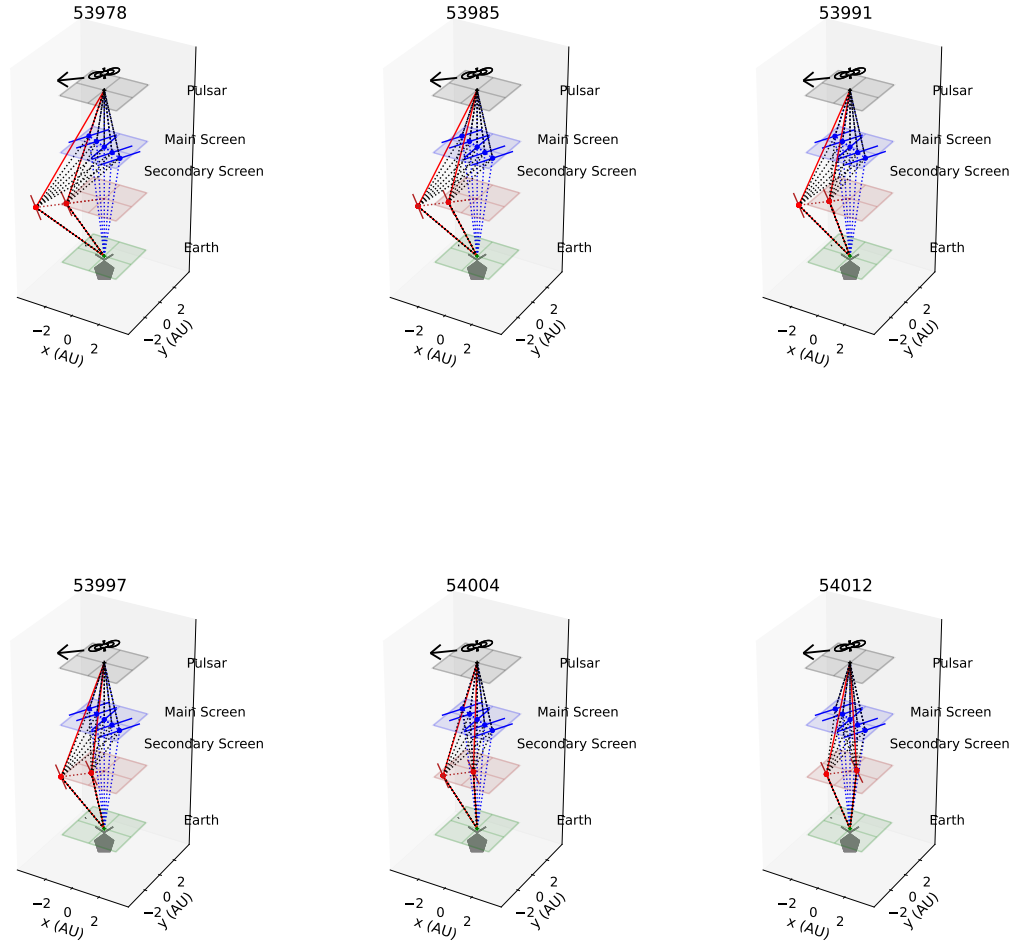 53978
Pulsar
Main Screen
Secondary Screen
Earth
−2
0
2
x (AU)
−2
0
2
y (AU)
53985
Pulsar
Main Screen
Secondary Screen
Earth
−2
0
2
x (AU)
−2
0
2
y (AU)
53991
Pulsar
Main Screen
Secondary Screen
Earth
−2
0
2
x (AU)
−2
0
2
y (AU)
53997
Pulsar
Main Screen
Secondary Screen
Earth
−2
0
2
x (AU)
−2
0
2
y (AU)
54004
Pulsar
Main Screen
Secondary Screen
Earth
−2
0
2
x (AU)
−2
0
2
y (AU)
54012
Pulsar
Main Screen
Secondary Screen
Earth
−2
0
2
x (AU)
−2
0
2
y (AU)